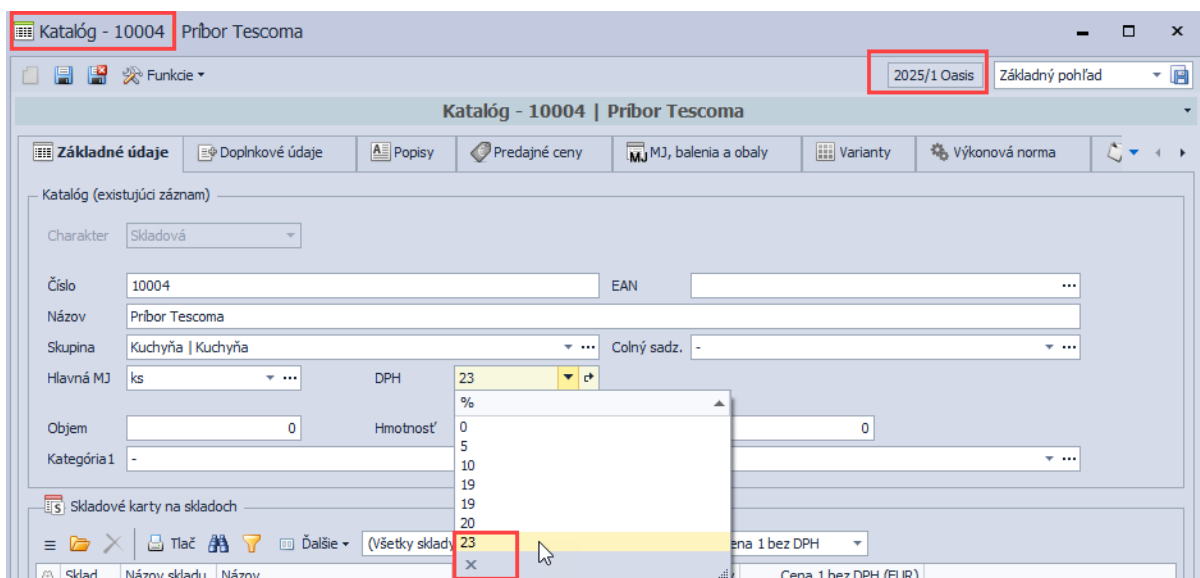 Katalóg - 10004 Príbor Tescoma
Funkcie 2025/1 Oasis Základný pohľad
Katalóg - 10004 | Príbor Tescoma
Základné údaje Doplnkové údaje Popisy Predajné ceny MJ, balenia a obaly Varianty Výkonová norma
Katalóg (existujúci záznam)
Charakter Skladová
Číslo 10004 EAN
Názov Príbor Tescoma
Skupina Kuchyňa | Kuchyňa Colný sadz. -
Hlavná MJ ks DPH 23
%
Objem 0 Hmotnosť 0 0
5
Kategória1 - 10
19
19
Skladové karty na skladoch
20
Tlač Ďalšie (Všetky sklady 23 ena 1 bez DPH
Sklad Názov skladu Názov Cena 1 bez DPH (EUR)